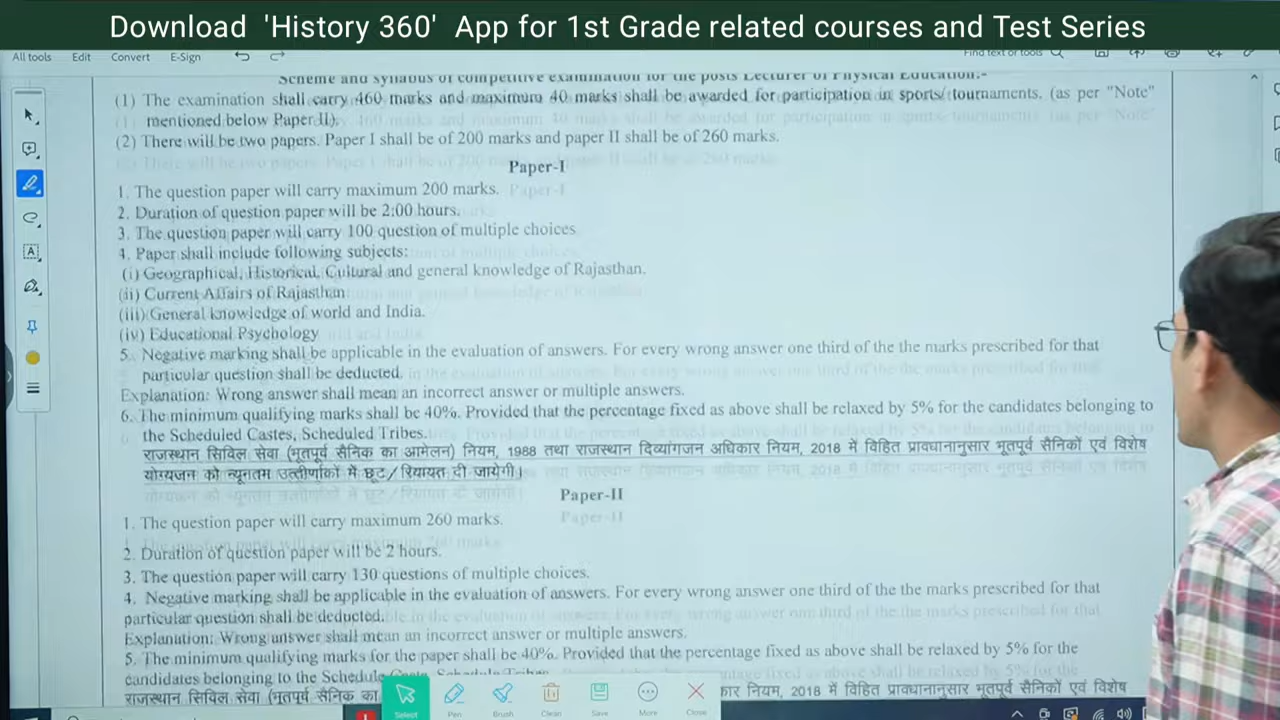 Download 'History 360' App for 1st Grade related courses and Test Series
All tools Edit Convert E-Sign Find text or tools
Scheme and syllabus of competitive examination for the posts Lecturer of Physical Education:-
(1) The examination shall carry 460 marks and maximum 40 marks shall be awarded for participation in sports/ tournaments. (as per "Note"
mentioned below Paper II).
(2) There will be two papers. Paper I shall be of 200 marks and paper II shall be of 260 marks.
Paper-I
1. The question paper will carry maximum 200 marks.
2. Duration of question paper will be 2:00 hours.
3. The question paper will carry 100 question of multiple choices
4. Paper shall include following subjects:
(i) Geographical, Historical, Cultural and general knowledge of Rajasthan.
(ii) Current Affairs of Rajasthan
(iii) General knowledge of world and India.
(iv) Educational Psychology
5. Negative marking shall be applicable in the evaluation of answers. For every wrong answer one third of the the marks prescribed for that
particular question shall be deducted.
Explanation: Wrong answer shall mean an incorrect answer or multiple answers.
6. The minimum qualifying marks shall be 40%. Provided that the percentage fixed as above shall be relaxed by 5% for the candidates belonging to
the Scheduled Castes, Scheduled Tribes.
राजस्थान सिविल सेवा (भूतपूर्व सैनिक का आमेलन) नियम, 1988 तथा राजस्थान दिव्यांगजन अधिकार नियम, 2018 में विहित प्रावधानानुसार भूतपूर्व सैनिकों एवं विशेष
योग्यजन को न्यूनतम उत्तीर्णांकों में छूट/रियायत दी जायेगी।
Paper-II
1. The question paper will carry maximum 260 marks.
2. Duration of question paper will be 2 hours.
3. The question paper will carry 130 questions of multiple choices.
4. Negative marking shall be applicable in the evaluation of answers. For every wrong answer one third of the the marks prescribed for that
particular question shall be deducted.
Explanation: Wrong answer shall mean an incorrect answer or multiple answers.
5. The minimum qualifying marks for the paper shall be 40%. Provided that the percentage fixed as above shall be relaxed by 5% for the
candidates belonging to the Schedule
राजस्थान सिविल सेवा (भूतपूर्व सैनिक का नियम, 2018 में विहित प्रावधानानुसार भूतपूर्व सैनिकों एवं विशेष
Select Pen Brush Clean Save More Close